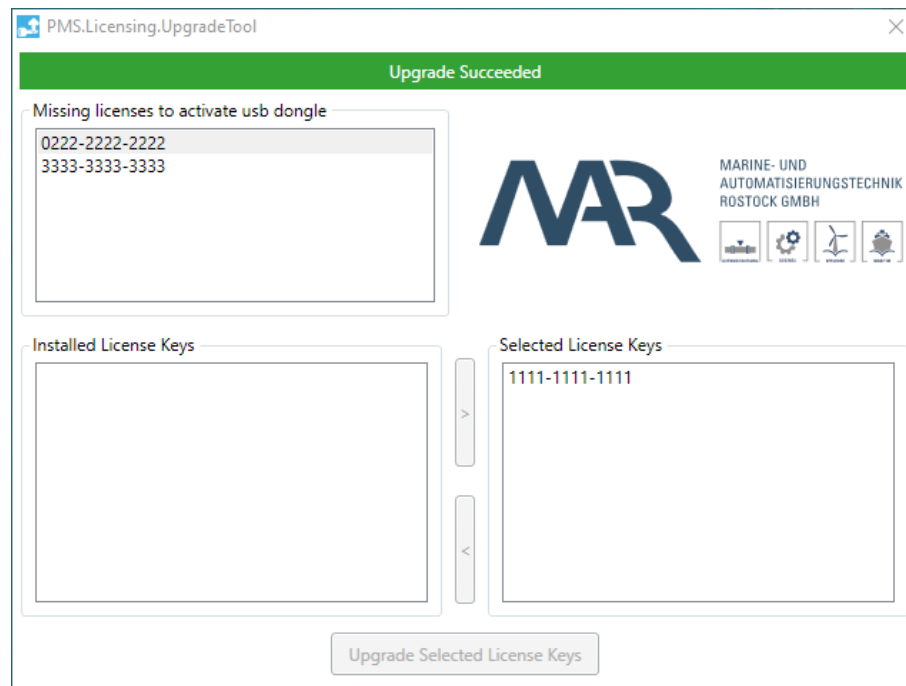 PMS.Licensing.UpgradeTool
Upgrade Succeeded
Missing licenses to activate usb dongle
0222-2222-2222
3333-3333-3333
MAR
MARINE- UND
AUTOMATISIERUNGSTECHNIK
ROSTOCK GMBH
Installed License Keys
>
<
Selected License Keys
1111-1111-1111
Upgrade Selected License Keys